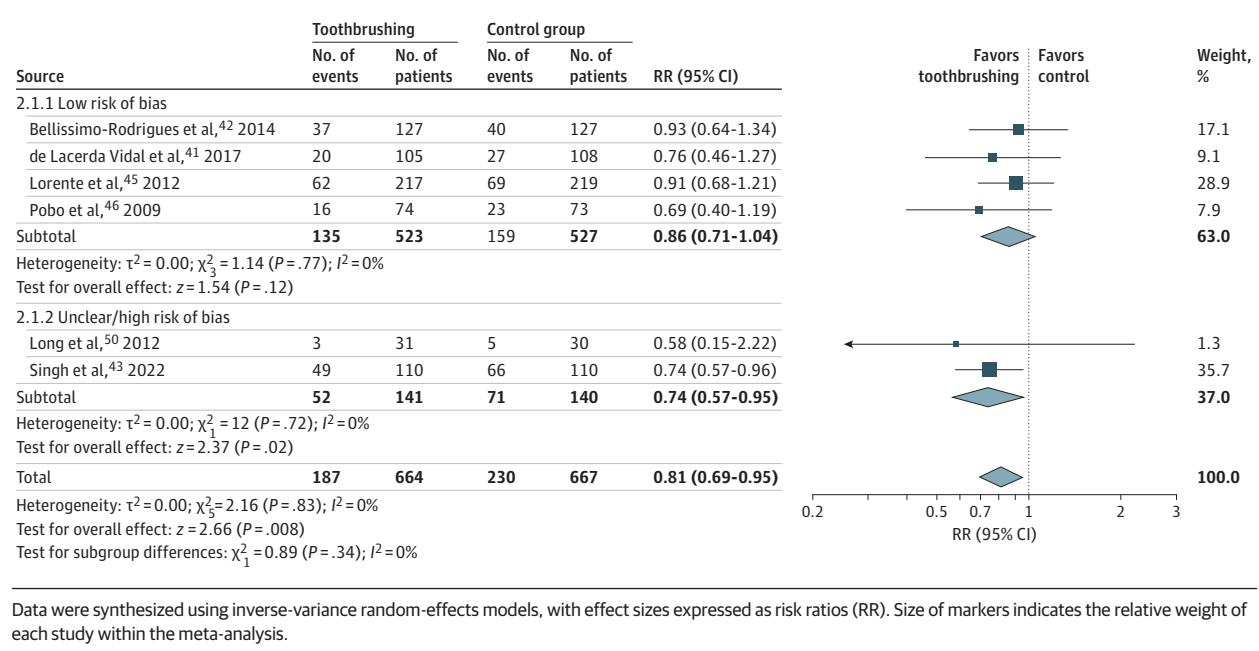 Toothbrushing Control group
No. of No. of No. of No. of Favors Favors Weight,
Source events patients events patients RR (95% CI) toothbrushing control %
2.1.1 Low risk of bias
Bellissimo-Rodrigues et al,42 2014 37 127 40 127 0.93 (0.64-1.34) 17.1
de Lacerda Vidal et al,41 2017 20 105 27 108 0.76 (0.46-1.27) 9.1
Lorente et al,45 2012 62 217 69 219 0.91 (0.68-1.21) 28.9
Pobo et al,46 2009 16 74 23 73 0.69 (0.40-1.19) 7.9
Subtotal 135 523 159 527 0.86 (0.71-1.04) 63.0
Heterogeneity: τ2 = 0.00; χ23 = 1.14 (P = .77); I2 = 0%
Test for overall effect: z = 1.54 (P = .12)
2.1.2 Unclear/high risk of bias
Long et al,50 2012 3 31 5 30 0.58 (0.15-2.22) 1.3
Singh et al,43 2022 49 110 66 110 0.74 (0.57-0.96) 35.7
Subtotal 52 141 71 140 0.74 (0.57-0.95) 37.0
Heterogeneity: τ2 = 0.00; χ21 = 12 (P = .72); I2 = 0%
Test for overall effect: z = 2.37 (P = .02)
Total 187 664 230 667 0.81 (0.69-0.95) 100.0
Heterogeneity: τ2 = 0.00; χ25 = 2.16 (P = .83); I2 = 0%
Test for overall effect: z = 2.66 (P = .008)
Test for subgroup differences: χ21 = 0.89 (P = .34); I2 = 0%
0.2 0.5 0.7 1 2 3
RR (95% CI)
Data were synthesized using inverse-variance random-effects models, with effect sizes expressed as risk ratios (RR). Size of markers indicates the relative weight of
each study within the meta-analysis.